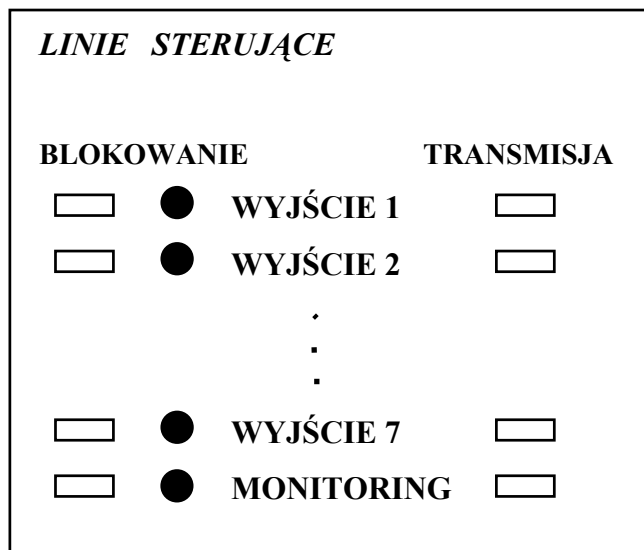 LINIE STERUJĄCE
BLOKOWANIE TRANSMISJA
WYJŚCIE 1
WYJŚCIE 2
WYJŚCIE 7
MONITORING